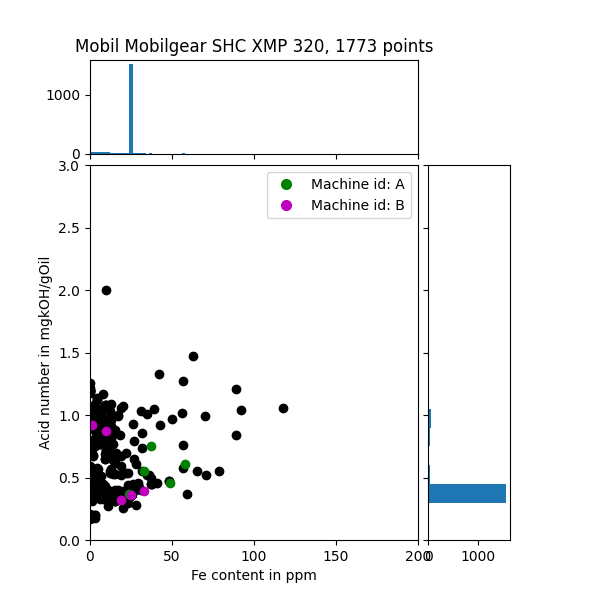 Mobil Mobilgear SHC XMP 320, 1773 points
1000
0
3.0
2.5
2.0
1.5
1.0
0.5
0.0
Acid number in mgkOH/gOil
Machine id: A
Machine id: B
0 50 100 150 200
0 1000
Fe content in ppm